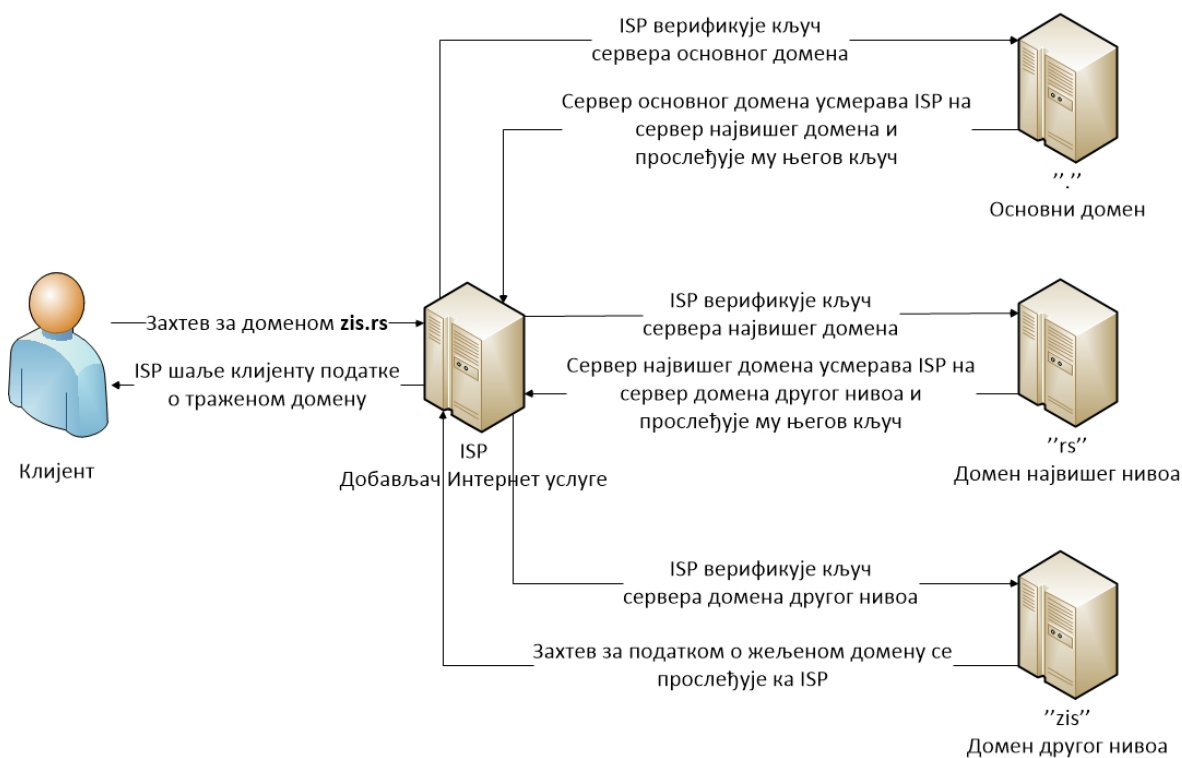 ISP верификује кључ
сервера основног домена
Сервер основног домена усмерава ISP на
сервер највишег домена и
прослеђује му његов кључ
’’.’’
Основни домен
Захтев за доменом zis.rs
ISP шаље клијенту податке
о траженом домену
Клијент
ISP
Добављач Интернет услуге
ISP верификује кључ
сервера највишег домена
Сервер највишег домена усмерава ISP на
сервер домена другог нивоа и
прослеђује му његов кључ
’’rs’’
Домен највишег нивоа
ISP верификује кључ
сервера домена другог нивоа
Захтев за податком о жељеном домену се
прослеђује ка ISP
’’zis’’
Домен другог нивоа